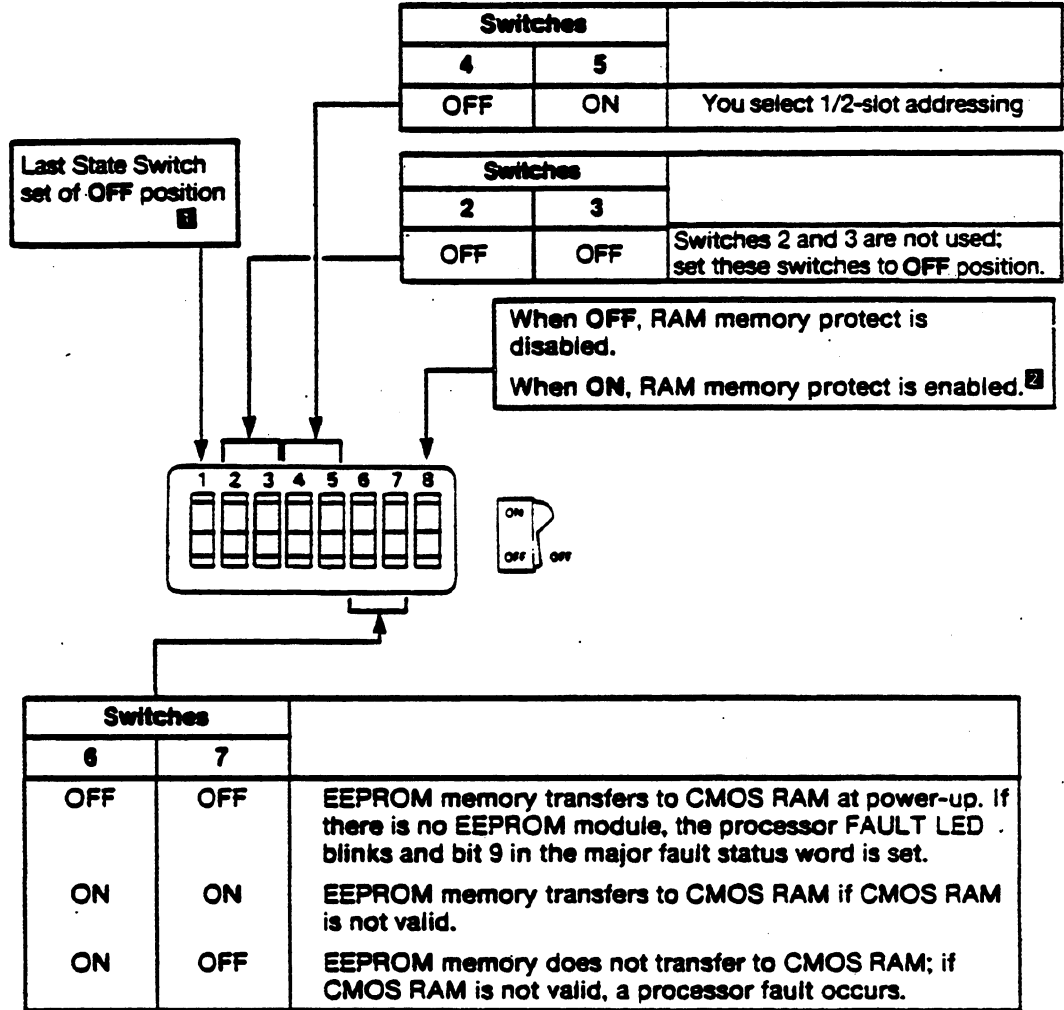 Switches
4 5
OFF ON You select 1/2-slot addressing
Last State Switch
set of OFF position
1
Switches
2 3
OFF OFF Switches 2 and 3 are not used;
set these switches to OFF position.
When OFF, RAM memory protect is
disabled.
When ON, RAM memory protect is enabled. 2
1 2 3 4 5 6 7 8
ON
OFF OFF
Switches
6 7
OFF OFF EEPROM memory transfers to CMOS RAM at power-up. If
there is no EEPROM module, the processor FAULT LED
blinks and bit 9 in the major fault status word is set.
ON ON EEPROM memory transfers to CMOS RAM if CMOS RAM
is not valid.
ON OFF EEPROM memory does not transfer to CMOS RAM; if
CMOS RAM is not valid, a processor fault occurs.